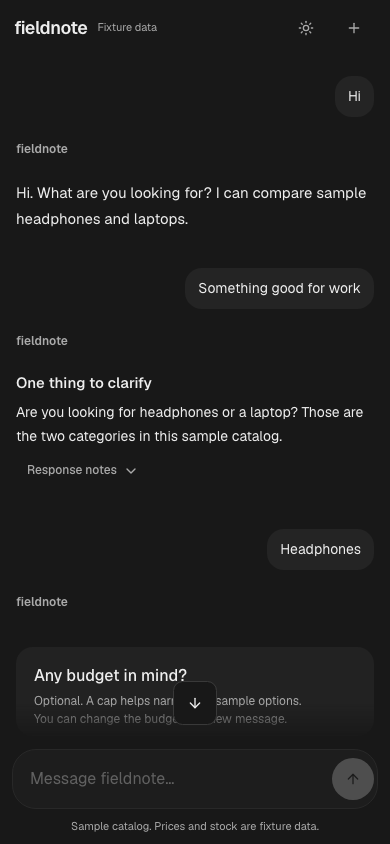 fieldnote Fixture data
Hi
fieldnote
Hi. What are you looking for? I can compare sample
headphones and laptops.
Something good for work
fieldnote
One thing to clarify
Are you looking for headphones or a laptop? Those are
the two categories in this sample catalog.
Response notes
Headphones
fieldnote
Any budget in mind?
Optional. A cap helps narr sample options.
You can change the budge ew message.
Message fieldnote...
Sample catalog. Prices and stock are fixture data.